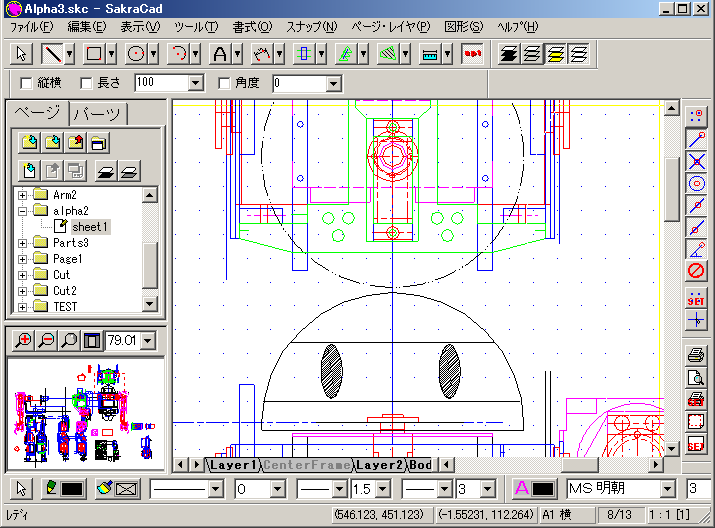 Alpha3.skc - SakraCad
ファイル(F) 編集(E) 表示(V) ツール(T) 書式(O) スナップ(N) ページ・レイヤ(P) 図形(S) ヘルプ(H)
縦横 長さ 100 角度 0
ページ パーツ
Arm2
alpha2
sheet1
Parts3
Page1
Cut
Cut2
TEST
79.01
SET
Layer1 CenterFrame Layer2 Bod
0 1.5 3 A MS 明朝 3
レディ (546.123, 451.123) (-1.55231, 112.264) A1 横 8/13 1 : 1 [1]